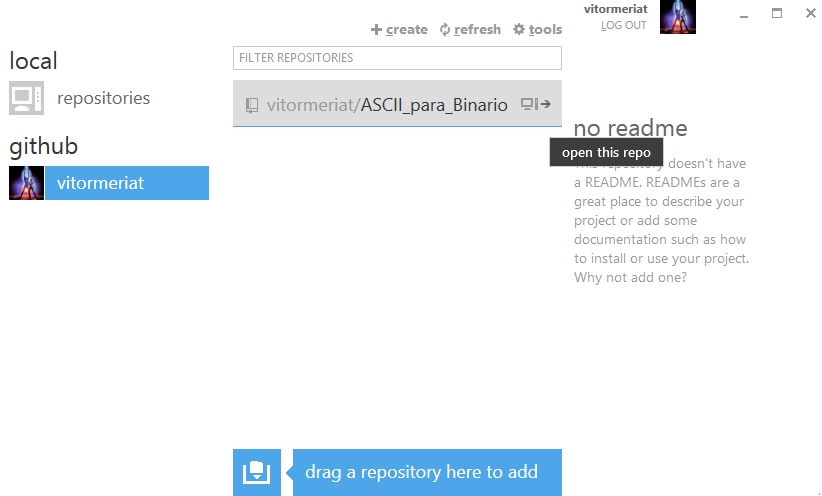 vitormeriat
LOG OUT
create
refresh
tools
local
repositories
github
vitormeriat
FILTER REPOSITORIES
vitormeriat/ASCII_para_Binario
no readme
open this repo
This repository doesn't have
a README. READMEs are a
great place to describe your
project or add some
documentation such as how
to install or use your project.
Why not add one?
drag a repository here to add